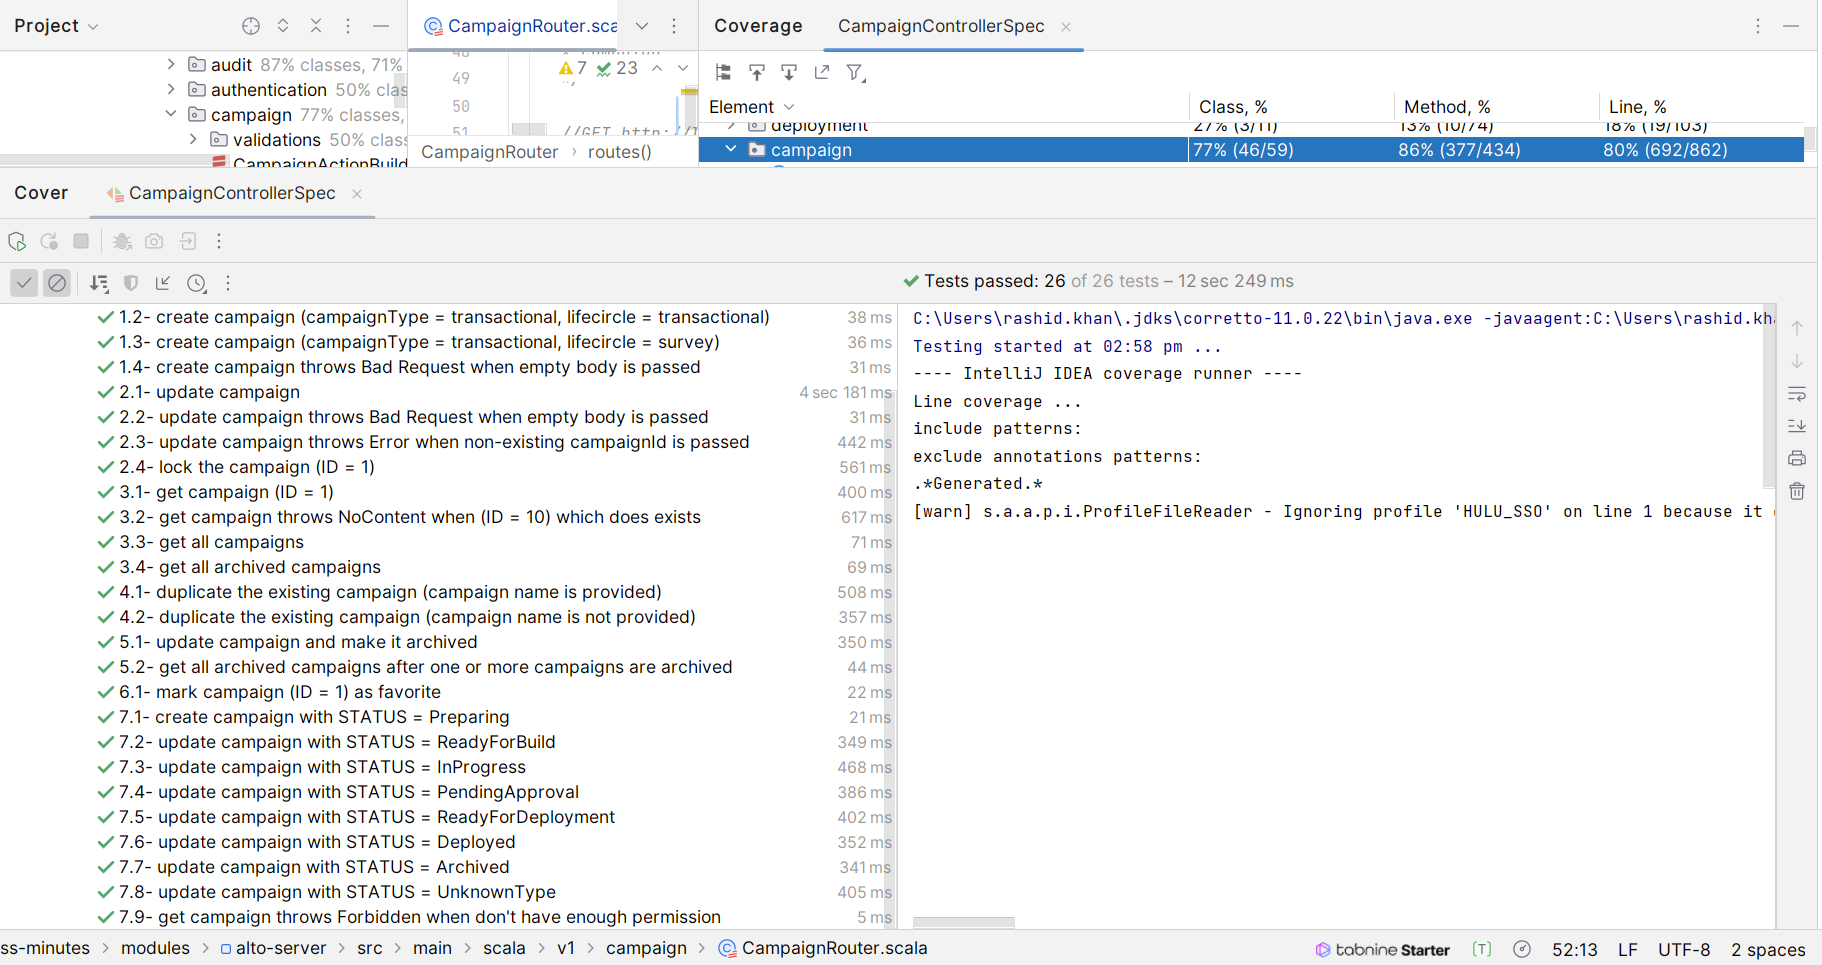 Project
CampaignRouter.sca
Coverage
CampaignControllerSpec
audit 87% classes, 71%
authentication 50% clas
campaign 77% classes,
validations 50% class
CampaignActionBuild
48
49
50
51
7 23
*/
//GET http://l
CampaignRouter › routes()
Element
Class, %
Method, %
Line, %
deployment
27% (3/11)
13% (10/74)
18% (19/103)
campaign
77% (46/59)
86% (377/434)
80% (692/862)
Cover
CampaignControllerSpec
Tests passed: 26 of 26 tests – 12 sec 249 ms
1.2- create campaign (campaignType = transactional, lifecircle = transactional) 38 ms
1.3- create campaign (campaignType = transactional, lifecircle = survey) 36 ms
1.4- create campaign throws Bad Request when empty body is passed 31 ms
2.1- update campaign 4 sec 181 ms
2.2- update campaign throws Bad Request when empty body is passed 31 ms
2.3- update campaign throws Error when non-existing campaignId is passed 442 ms
2.4- lock the campaign (ID = 1) 561 ms
3.1- get campaign (ID = 1) 400 ms
3.2- get campaign throws NoContent when (ID = 10) which does exists 617 ms
3.3- get all campaigns 71 ms
3.4- get all archived campaigns 69 ms
4.1- duplicate the existing campaign (campaign name is provided) 508 ms
4.2- duplicate the existing campaign (campaign name is not provided) 357 ms
5.1- update campaign and make it archived 350 ms
5.2- get all archived campaigns after one or more campaigns are archived 44 ms
6.1- mark campaign (ID = 1) as favorite 22 ms
7.1- create campaign with STATUS = Preparing 21 ms
7.2- update campaign with STATUS = ReadyForBuild 349 ms
7.3- update campaign with STATUS = InProgress 468 ms
7.4- update campaign with STATUS = PendingApproval 386 ms
7.5- update campaign with STATUS = ReadyForDeployment 402 ms
7.6- update campaign with STATUS = Deployed 352 ms
7.7- update campaign with STATUS = Archived 341 ms
7.8- update campaign with STATUS = UnknownType 405 ms
7.9- get campaign throws Forbidden when don't have enough permission 5 ms
C:\Users\rashid.khan\.jdks\corretto-11.0.22\bin\java.exe -javaagent:C:\Users\rashid.kha
Testing started at 02:58 pm ...
---- IntelliJ IDEA coverage runner ----
Line coverage ...
include patterns:
exclude annotations patterns:
.*Generated.*
[warn] s.a.a.p.i.ProfileFileReader - Ignoring profile 'HULU_SSO' on line 1 because it
ss-minutes › modules › alto-server › src › main › scala › v1 › campaign › CampaignRouter.scala
tabnine Starter
[T]
52:13
LF
UTF-8
2 spaces